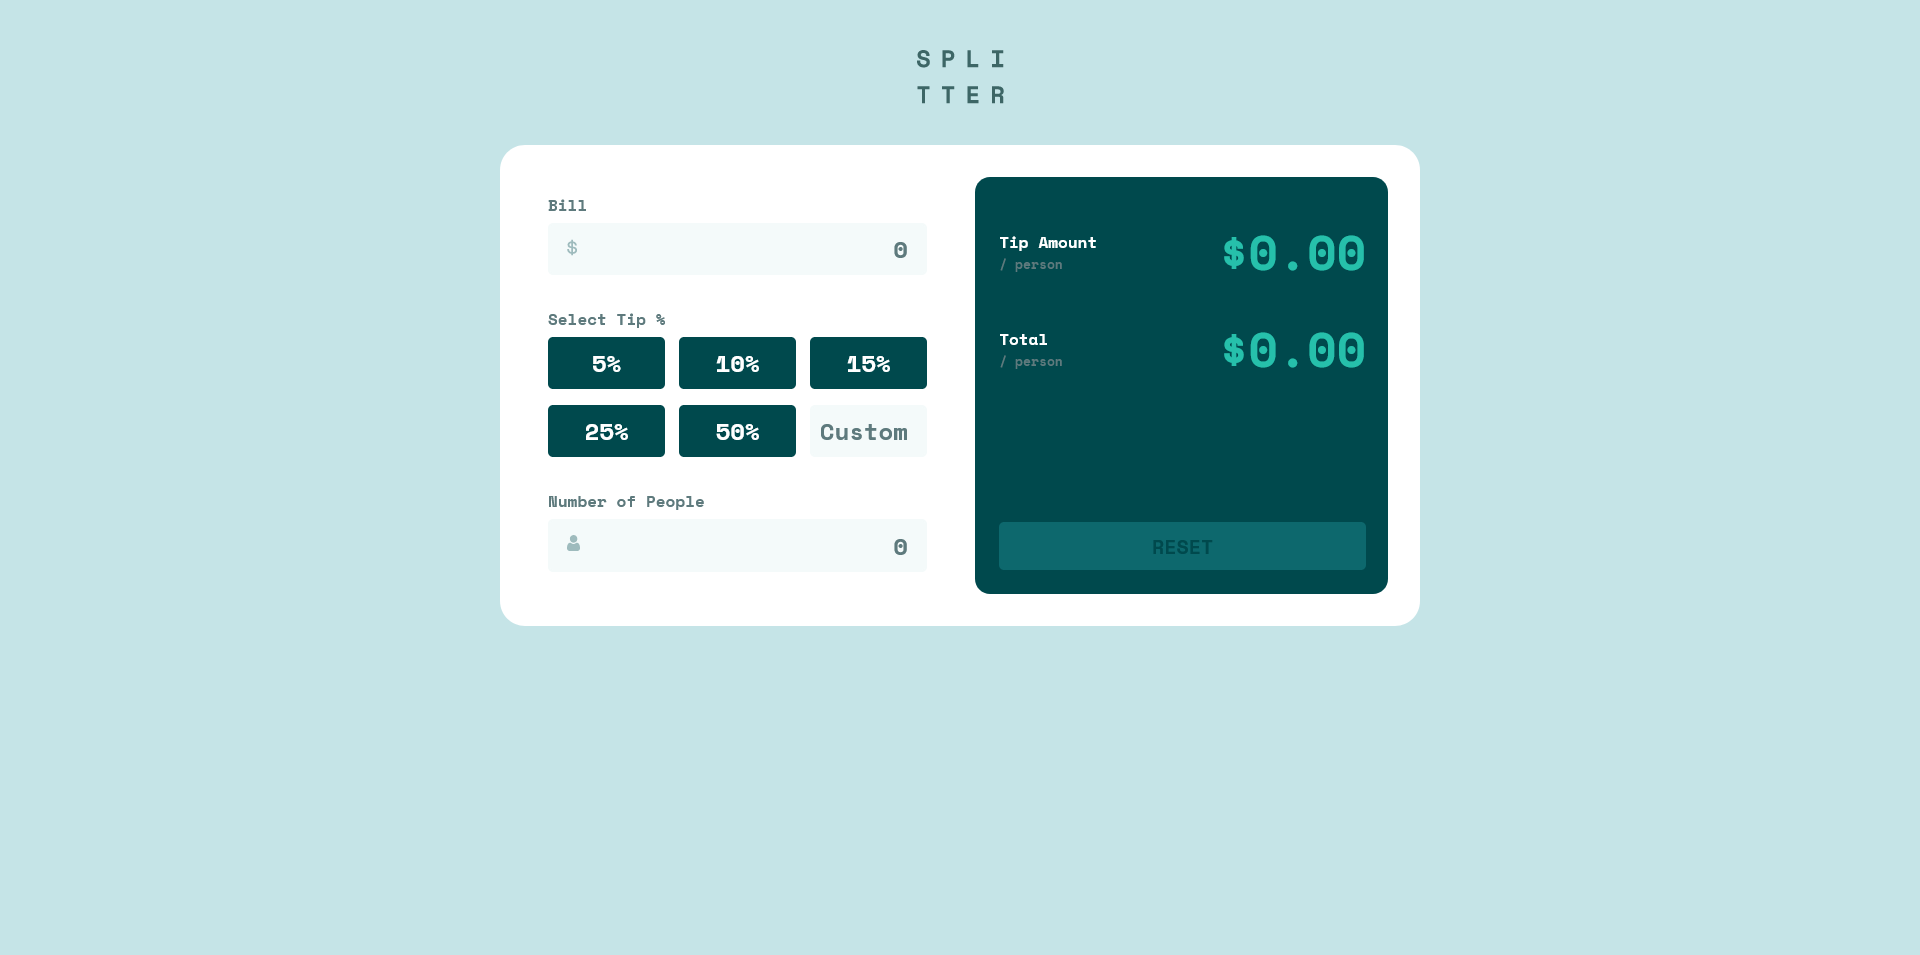 SPLI
TTER
Bill
$ 0
Select Tip %
5% 10% 15%
25% 50% Custom
Number of People
0
Tip Amount
/ person
$0.00
Total
/ person
$0.00
RESET